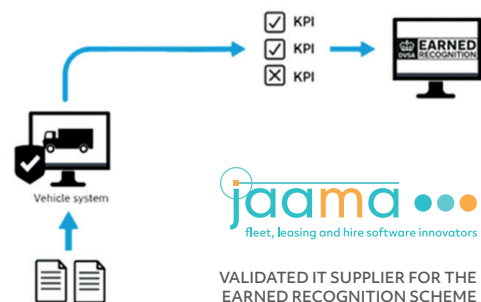 KPI
KPI
KPI
DVSA
EARNED
RECOGNITION
Vehicle system
jaama
fleet, leasing and hire software innovators
VALIDATED IT SUPPLIER FOR THE
EARNED RECOGNITION SCHEME